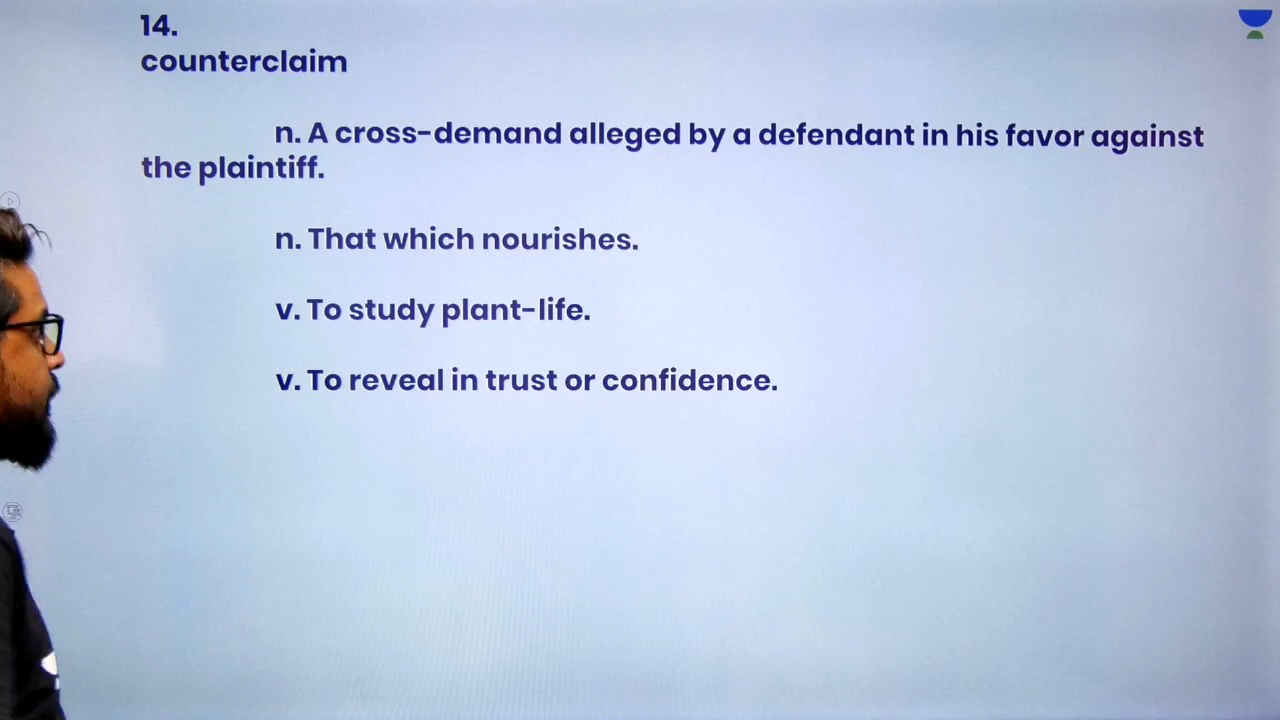 14.
counterclaim
n. A cross-demand alleged by a defendant in his favor against
the plaintiff.
n. That which nourishes.
v. To study plant-life.
v. To reveal in trust or confidence.